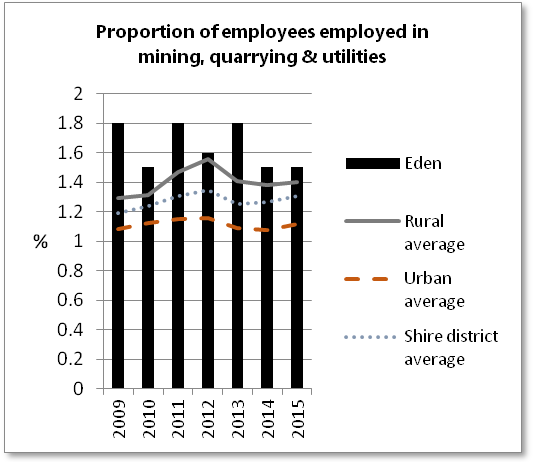 Proportion of employees employed in
mining, quarrying & utilities
2
1.8
1.6
1.4
1.2
1
0.8
0.6
0.4
0.2
0
%
2009
2010
2011
2012
2013
2014
2015
Eden
Rural
average
Urban
average
Shire district
average